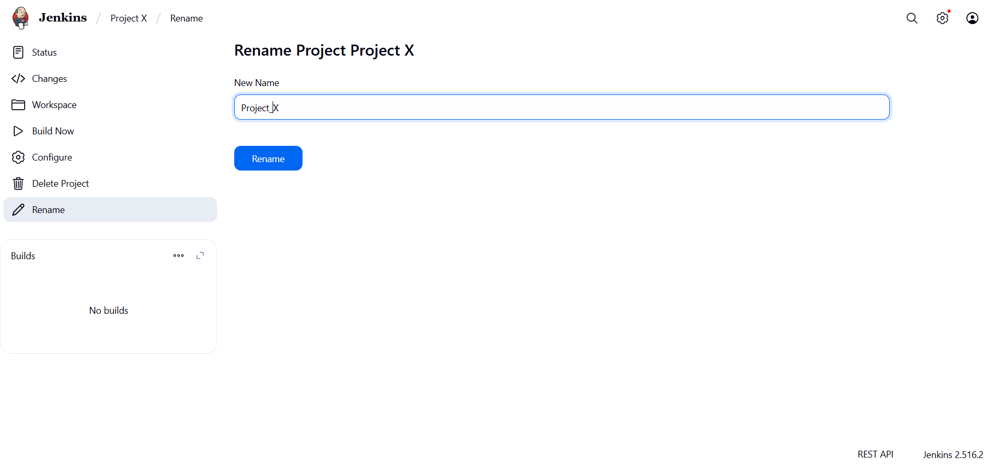 Jenkins / Project X / Rename
Status
Changes
Workspace
Build Now
Configure
Delete Project
Rename
Builds
No builds
Rename Project Project X
New Name
Project_X
Rename
REST API
Jenkins 2.516.2